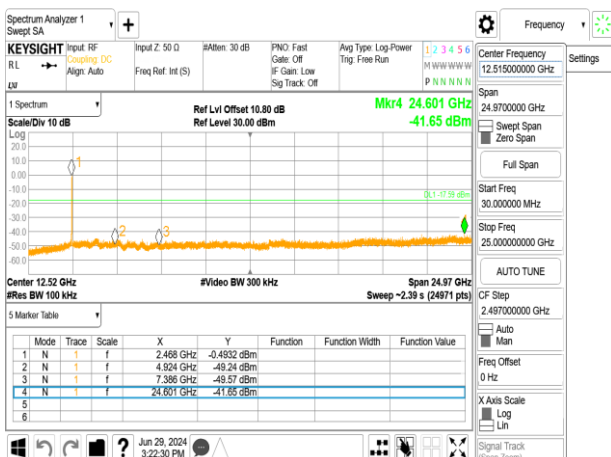 Spectrum Analyzer 1
Swept SA
Frequency
KEYSIGHT
Input: RF
Coupling: DC
Align: Auto
Input Z: 50 Ω
Freq Ref: Int (S)
#Atten: 30 dB
PNO: Fast
Gate: Off
IF Gain: Low
Sig Track: Off
Avg Type: Log-Power
Trig: Free Run
1 2 3 4 5 6
M W W W W W
P N N N N N
RL
LXI
1 Spectrum
Scale/Div 10 dB
Log
Ref Lvl Offset 10.80 dB
Ref Level 30.00 dBm
Mkr4 24.601 GHz
-41.65 dBm
20.0
10.0
0.00
-10.0
-20.0
-30.0
-40.0
-50.0
-60.0
1
2
3
DL1 -17.59 dBm
Center 12.52 GHz
#Res BW 100 kHz
#Video BW 300 kHz
Span 24.97 GHz
Sweep ~2.39 s (24971 pts)
5 Marker Table
Mode Trace Scale X Y Function Function Width Function Value
1 N 1 f 2.468 GHz -0.4932 dBm
2 N 1 f 4.924 GHz -49.24 dBm
3 N 1 f 7.386 GHz -49.57 dBm
4 N 1 f 24.601 GHz -41.65 dBm
5
6
?
Jun 29, 2024
3:22:30 PM
Center Frequency
12.515000000 GHz
Settings
Span
24.9700000 GHz
Swept Span
Zero Span
Full Span
Start Freq
30.000000 MHz
Stop Freq
25.000000000 GHz
AUTO TUNE
CF Step
2.497000000 GHz
Auto
Man
Freq Offset
0 Hz
X Axis Scale
Log
Lin
Signal Track
(Span Zoom)